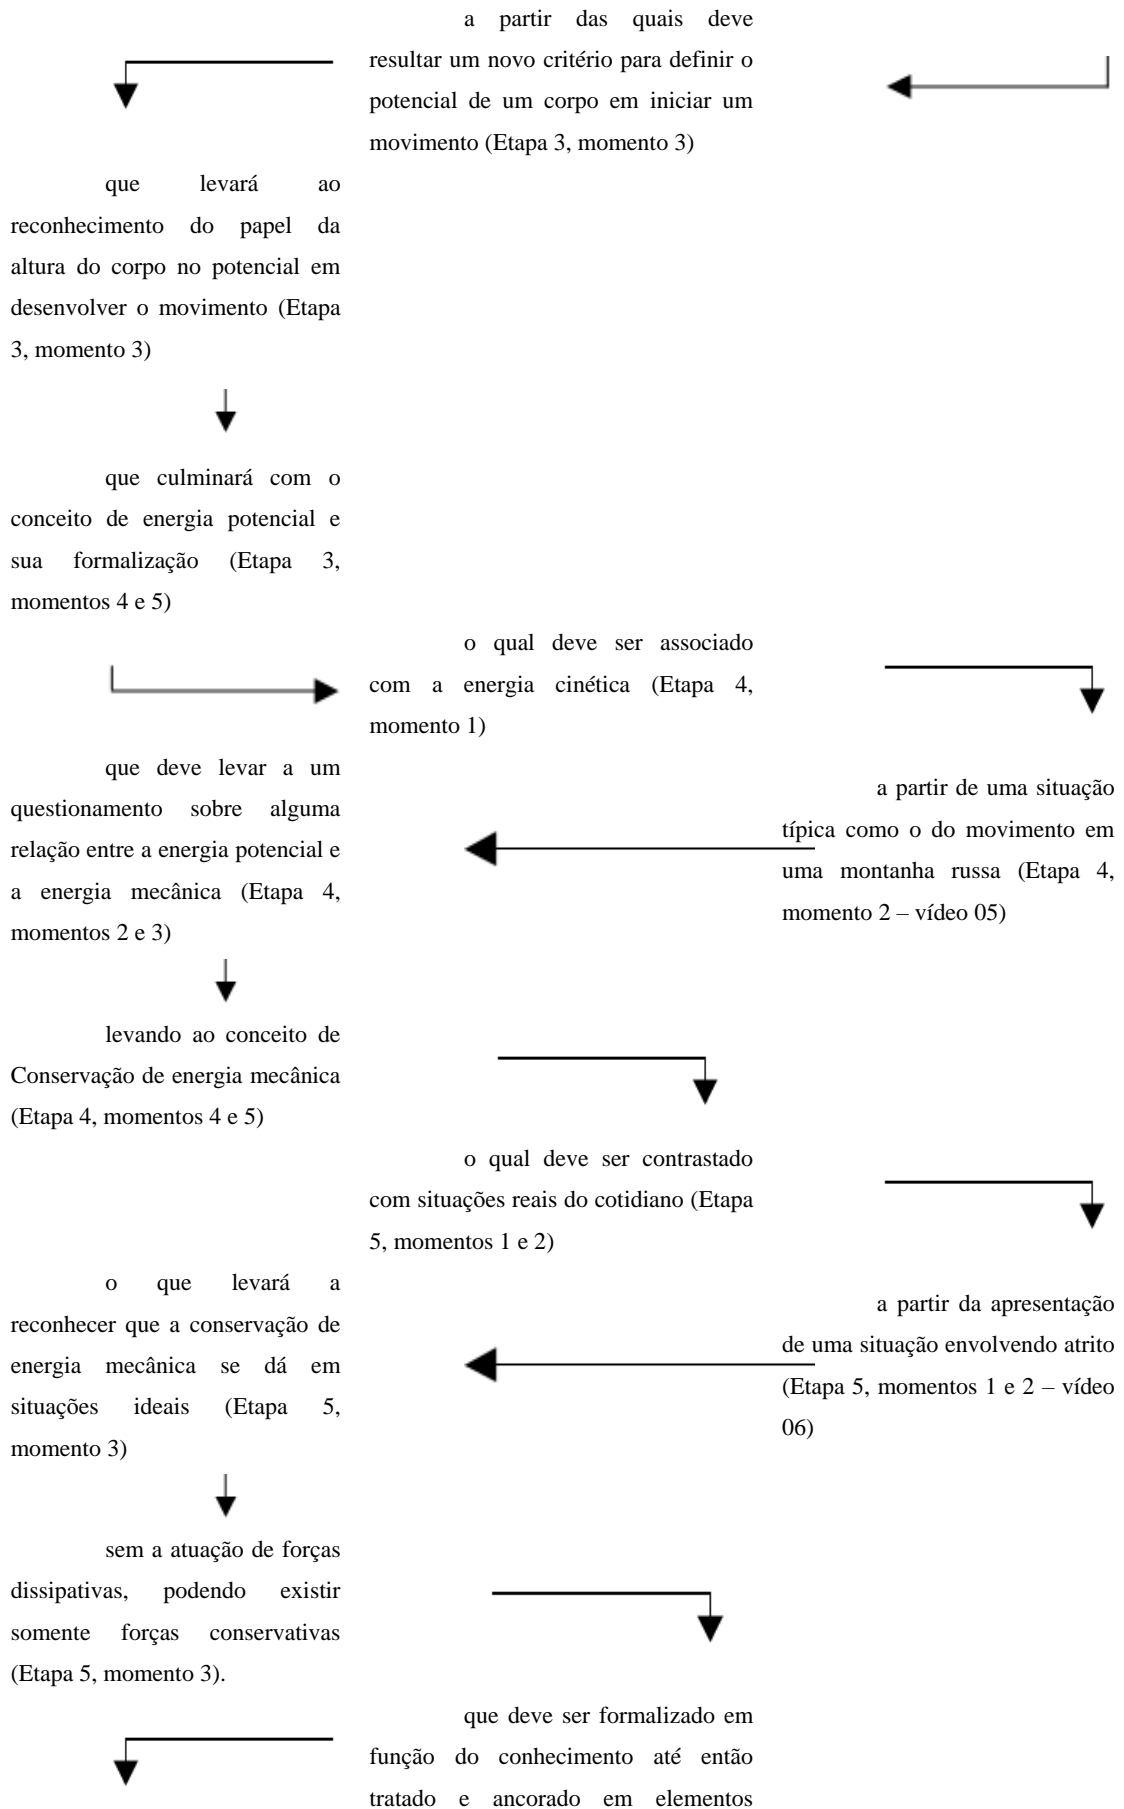 a partir das quais deve
resultar um novo critério para definir o
potencial de um corpo em iniciar um
movimento (Etapa 3, momento 3)
que levará ao
reconhecimento do papel da
altura do corpo no potencial em
desenvolver o movimento (Etapa
3, momento 3)
que culminará com o
conceito de energia potencial e
sua formalização (Etapa 3,
momentos 4 e 5)
o qual deve ser associado
com a energia cinética (Etapa 4,
momento 1)
a partir de uma situação
típica como o do movimento em
uma montanha russa (Etapa 4,
momento 2 – vídeo 05)
que deve levar a um
questionamento sobre alguma
relação entre a energia potencial e
a energia mecânica (Etapa 4,
momentos 2 e 3)
levando ao conceito de
Conservação de energia mecânica
(Etapa 4, momentos 4 e 5)
o qual deve ser contrastado
com situações reais do cotidiano (Etapa
5, momentos 1 e 2)
a partir da apresentação
de uma situação envolvendo atrito
(Etapa 5, momentos 1 e 2 – vídeo
06)
o que levará a
reconhecer que a conservação de
energia mecânica se dá em
situações ideais (Etapa 5,
momento 3)
sem a atuação de forças
dissipativas, podendo existir
somente forças conservativas
(Etapa 5, momento 3).
que deve ser formalizado em
função do conhecimento até então
tratado e ancorado em elementos